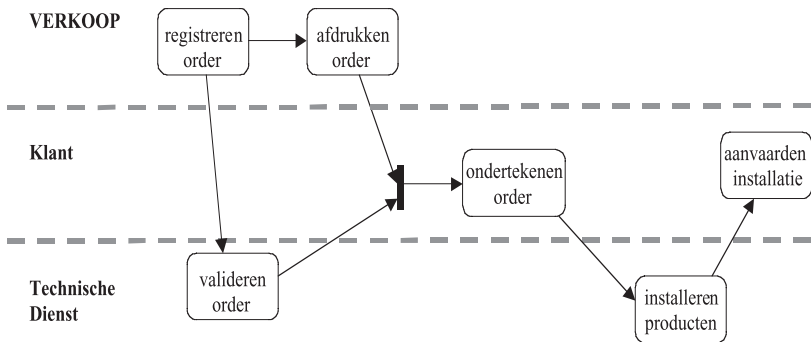 VERKOOP
registreren
order
afdrukken
order
Klant
ondertekenen
order
aanvaarden
installatie
Technische
Dienst
valideren
order
installeren
producten